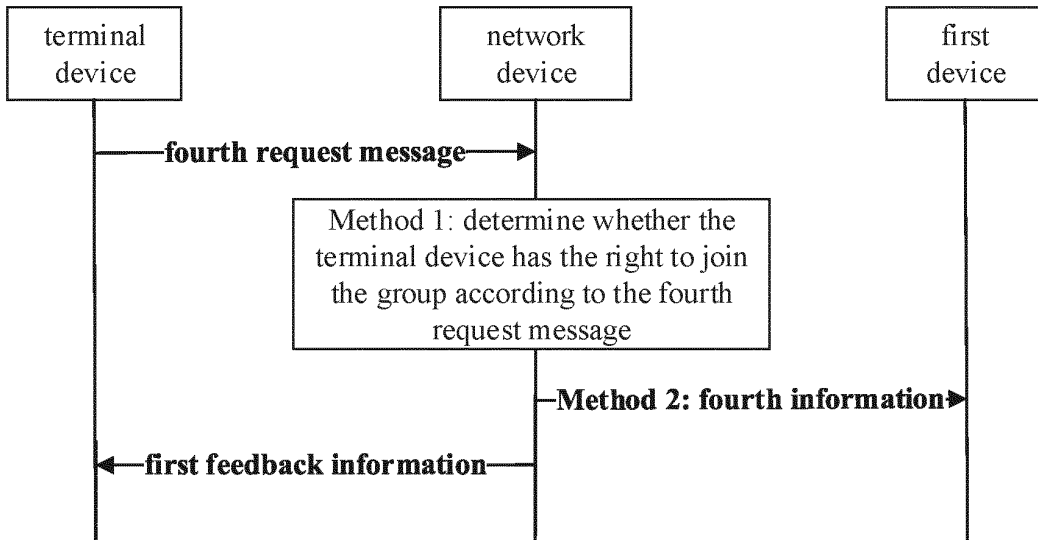 terminal
device
network
device
first
device
fourth request message
Method 1: determine whether the
terminal device has the right to join
the group according to the fourth
request message
Method 2: fourth information
first feedback information